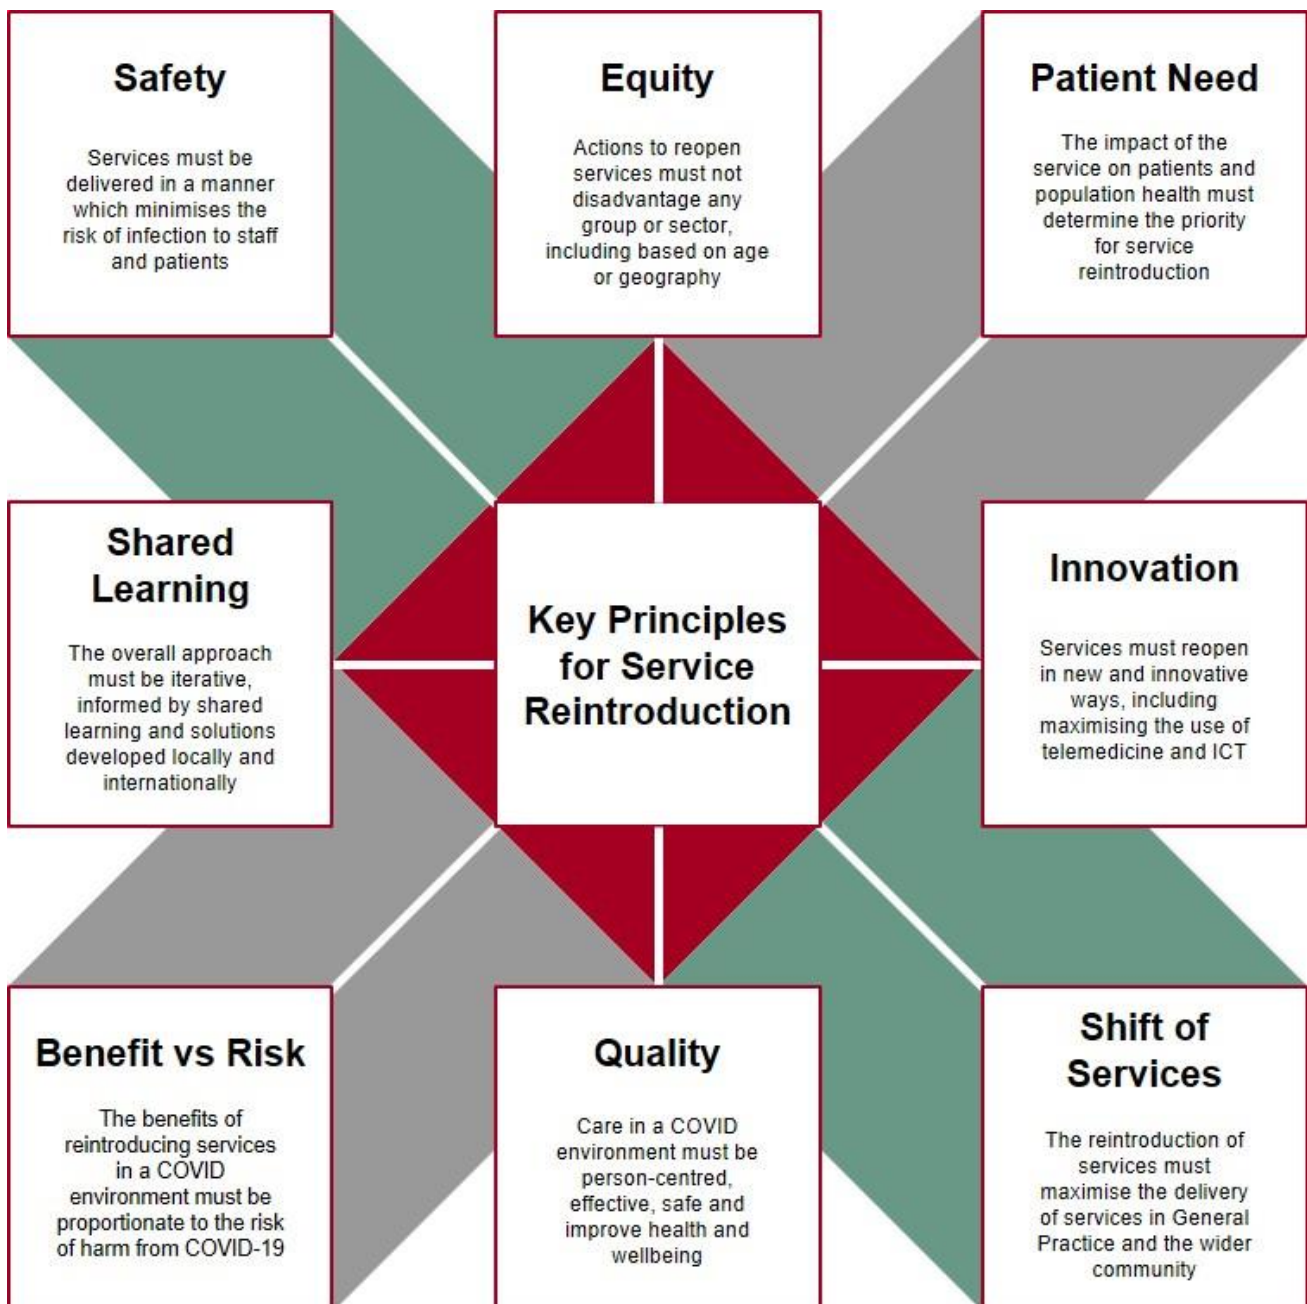 Safety
Services must be
delivered in a manner
which minimises the
risk of infection to staff
and patients
Equity
Actions to reopen
services must not
disadvantage any
group or sector,
including based on age
or geography
Patient Need
The impact of the
service on patients and
population health must
determine the priority
for service
reintroduction
Shared
Learning
The overall approach
must be iterative,
informed by shared
learning and solutions
developed locally and
internationally
Key Principles
for Service
Reintroduction
Innovation
Services must reopen
in new and innovative
ways, including
maximising the use of
telemedicine and ICT
Benefit vs Risk
The benefits of
reintroducing services
in a COVID
environment must be
proportionate to the risk
of harm from COVID-19
Quality
Care in a COVID
environment must be
person-centred,
effective, safe and
improve health and
wellbeing
Shift of
Services
The reintroduction of
services must
maximise the delivery
of services in General
Practice and the wider
community